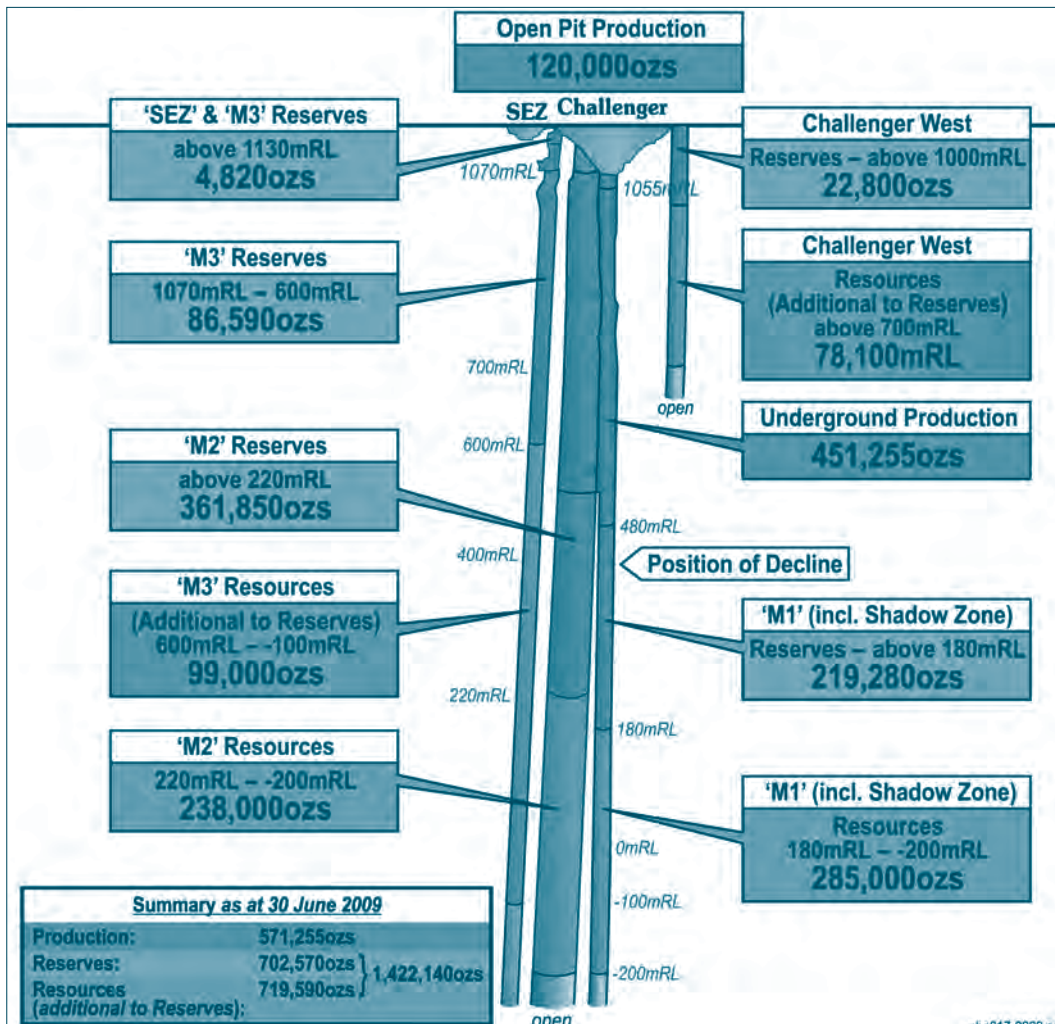 Open Pit Production
120,000ozs
SEZ Challenger
'SEZ' & 'M3' Reserves
above 1130mRL
4,820ozs
'M3' Reserves
1070mRL – 600mRL
86,590ozs
'M2' Reserves
above 220mRL
361,850ozs
'M3' Resources
(Additional to Reserves)
600mRL – -100mRL
99,000ozs
'M2' Resources
220mRL – -200mRL
238,000ozs
1070mRL
700mRL
600mRL
400mRL
220mRL
1055mRL
open
480mRL
180mRL
0mRL
-100mRL
-200mRL
open
Challenger West
Reserves – above 1000mRL
22,800ozs
Challenger West
Resources
(Additional to Reserves)
above 700mRL
78,100mRL
Underground Production
451,255ozs
Position of Decline
'M1' (incl. Shadow Zone)
Reserves – above 180mRL
219,280ozs
'M1' (incl. Shadow Zone)
Resources
180mRL – -200mRL
285,000ozs
Summary as at 30 June 2009
Production: 571,255ozs
Reserves: 702,570ozs
1,422,140ozs
Resources 719,590ozs
(additional to Reserves):